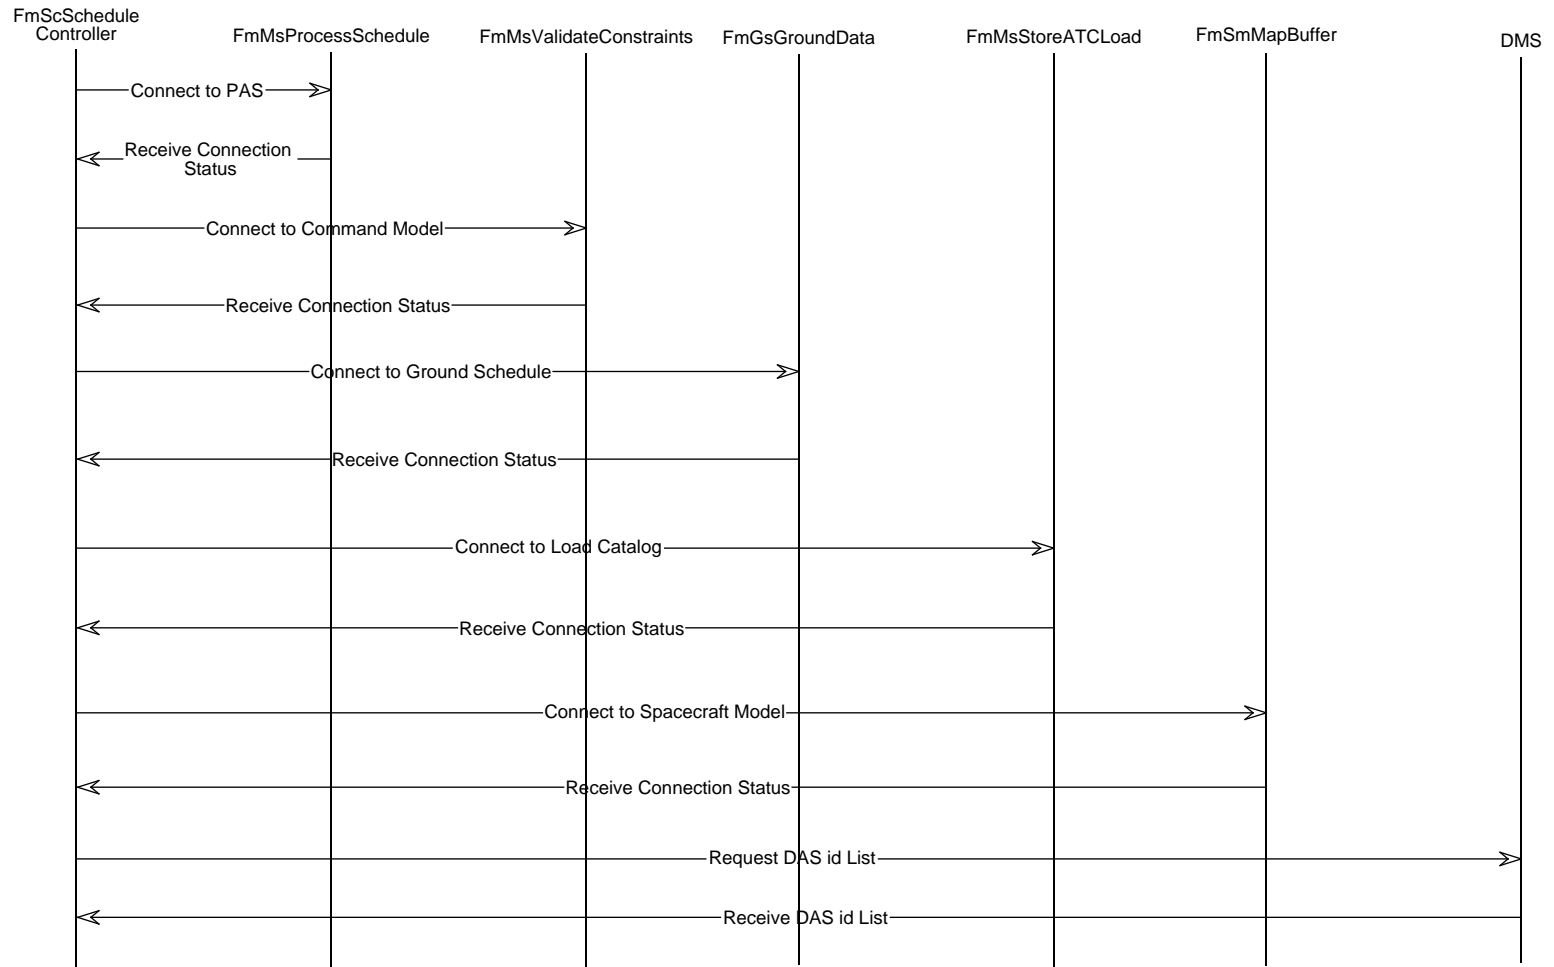 FmScSchedule
Controller
FmMsProcessSchedule
FmMsValidateConstraints
FmGsGroundData
FmMsStoreATCLoad
FmSmMapBuffer
DMS
Connect to PAS
Receive Connection
Status
Connect to Command Model
Receive Connection Status
Connect to Ground Schedule
Receive Connection Status
Connect to Load Catalog
Receive Connection Status
Connect to Spacecraft Model
Receive Connection Status
Request DAS id List
Receive DAS id List